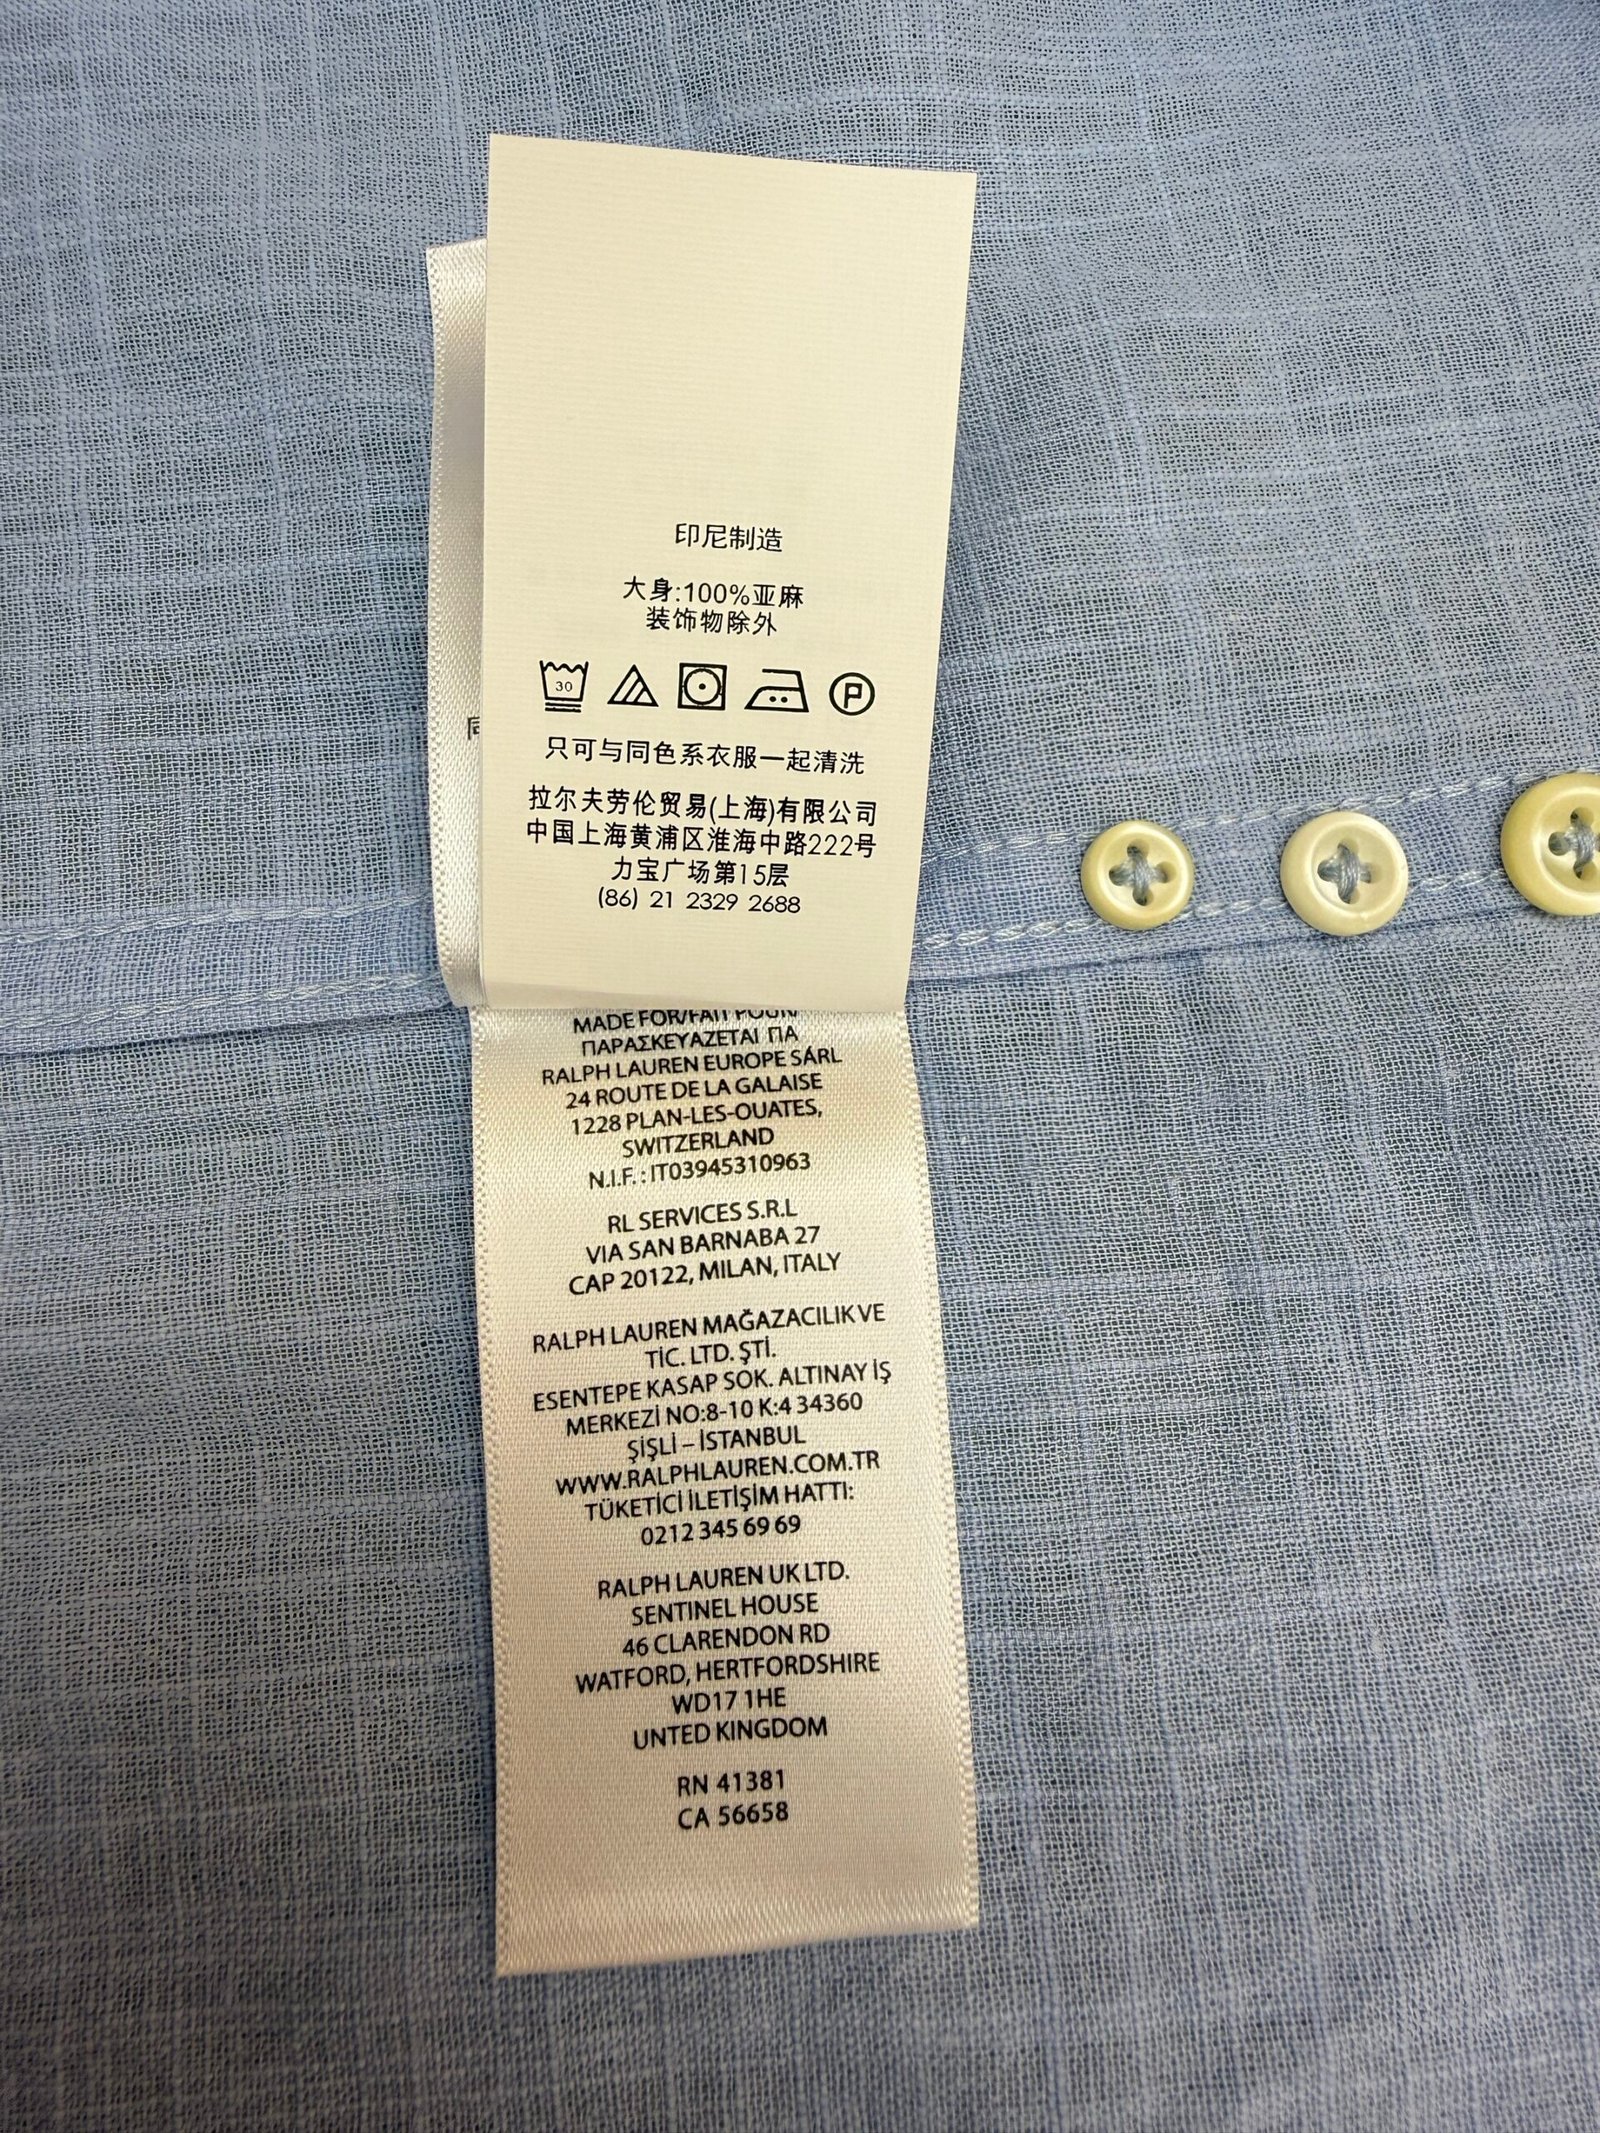 印尼制造
大身:100%亚麻
装饰物除外
30
P
只可与同色系衣服一起清洗
拉尔夫劳伦贸易(上海)有限公司
中国上海黄浦区淮海中路222号
力宝广场第15层
(86) 21 2329 2688
MADE FOR/FAIT POUR/
ΠΑΡΑΣΚΕΥΑΖΕΤΑΙ ΓΙΑ
RALPH LAUREN EUROPE SÁRL
24 ROUTE DE LA GALAISE
1228 PLAN-LES-OUATES,
SWITZERLAND
N.I.F. : IT03945310963
RL SERVICES S.R.L
VIA SAN BARNABA 27
CAP 20122, MILAN, ITALY
RALPH LAUREN MAĞAZACILIK VE
TİC. LTD. ŞTİ.
ESENTEPE KASAP SOK. ALTINAY İŞ
MERKEZİ NO:8-10 K:4 34360
ŞİŞLİ – İSTANBUL
WWW.RALPHLAUREN.COM.TR
TÜKETİCİ İLETİŞİM HATTI:
0212 345 69 69
RALPH LAUREN UK LTD.
SENTINEL HOUSE
46 CLARENDON RD
WATFORD, HERTFORDSHIRE
WD17 1HE
UNITED KINGDOM
RN 41381
CA 56658